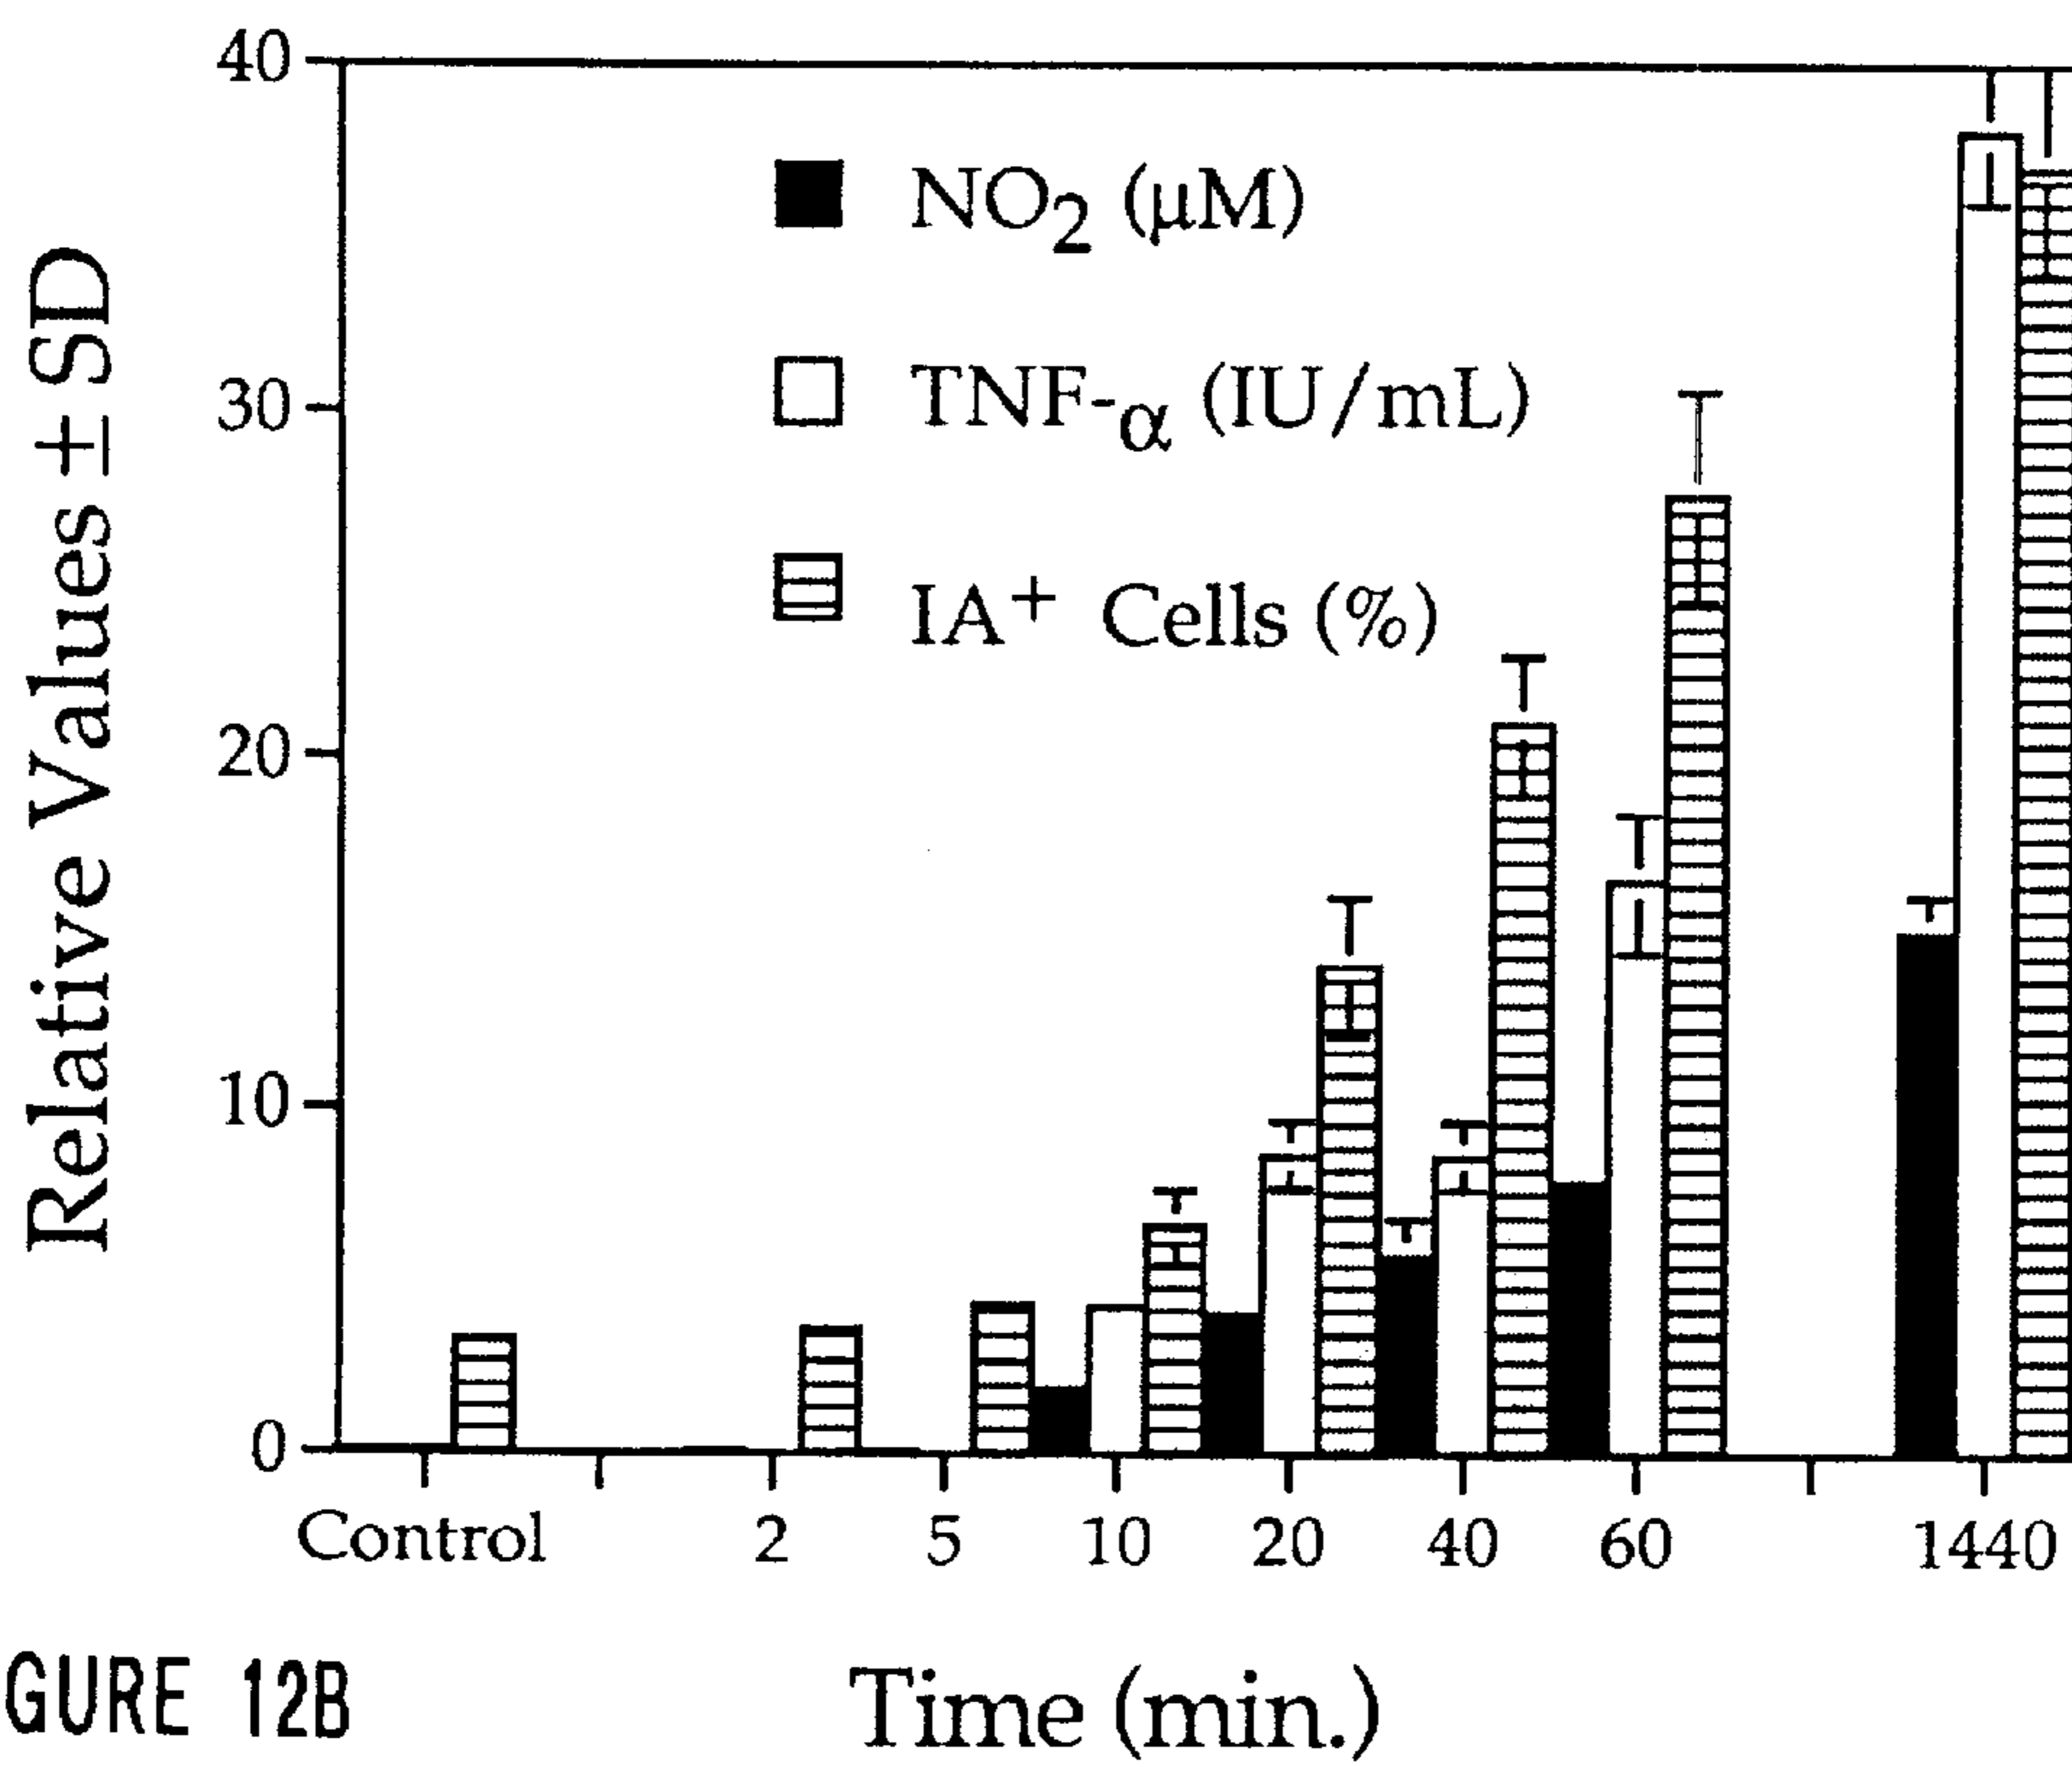 Relative Values ± SD
40
30
20
10
0
NO2 (µM)
TNF-α (IU/mL)
IA+ Cells (%)
Control 2 5 10 20 40 60 1440
Time (min.)
GURE 12B